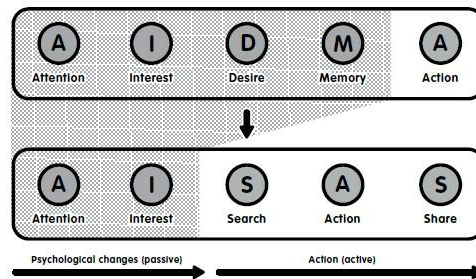 A I D M A
Attention Interest Desire Memory Action
A I S A S
Attention Interest Search Action Share
Psychological changes (passive) Action (active)